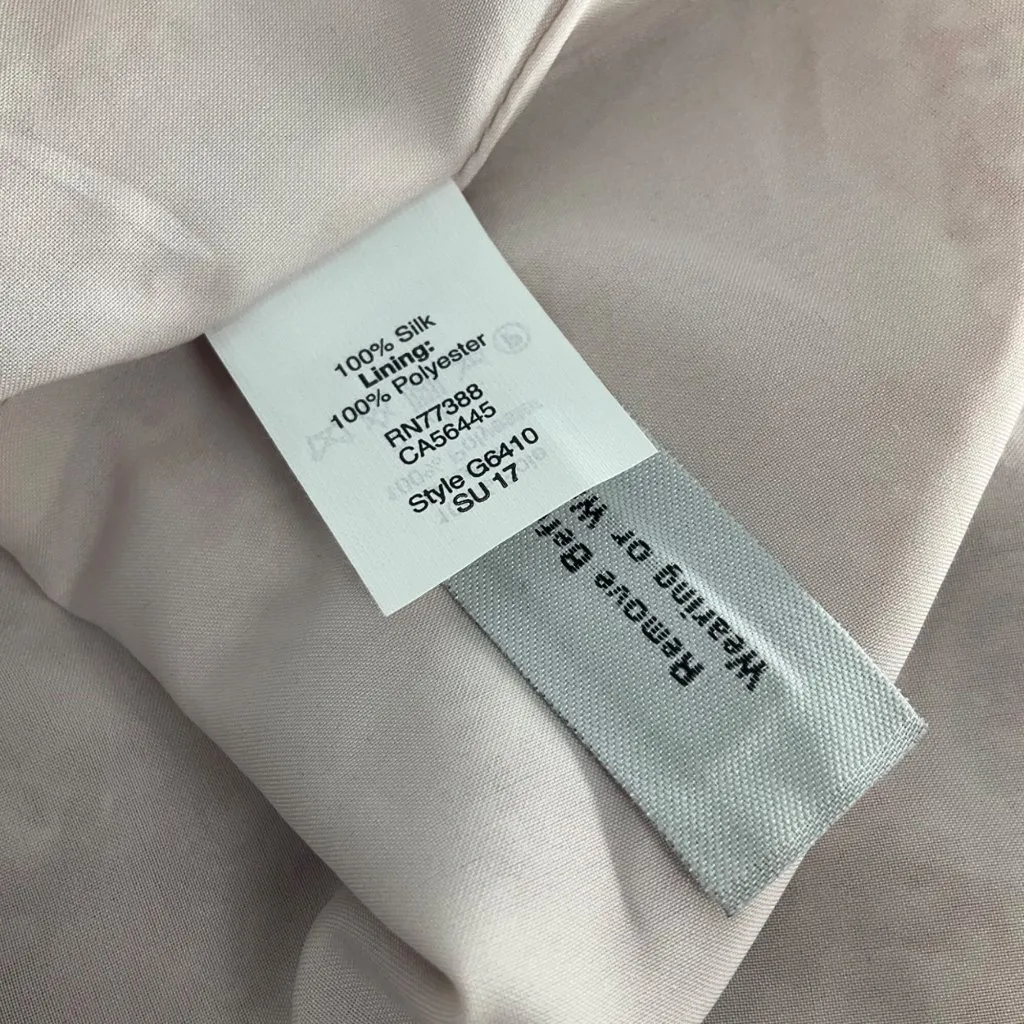 100% Silk
Lining:
100% Polyester
RN77388
CA56445
Style G6410
SU 17
Remove Bef
Wearing or W